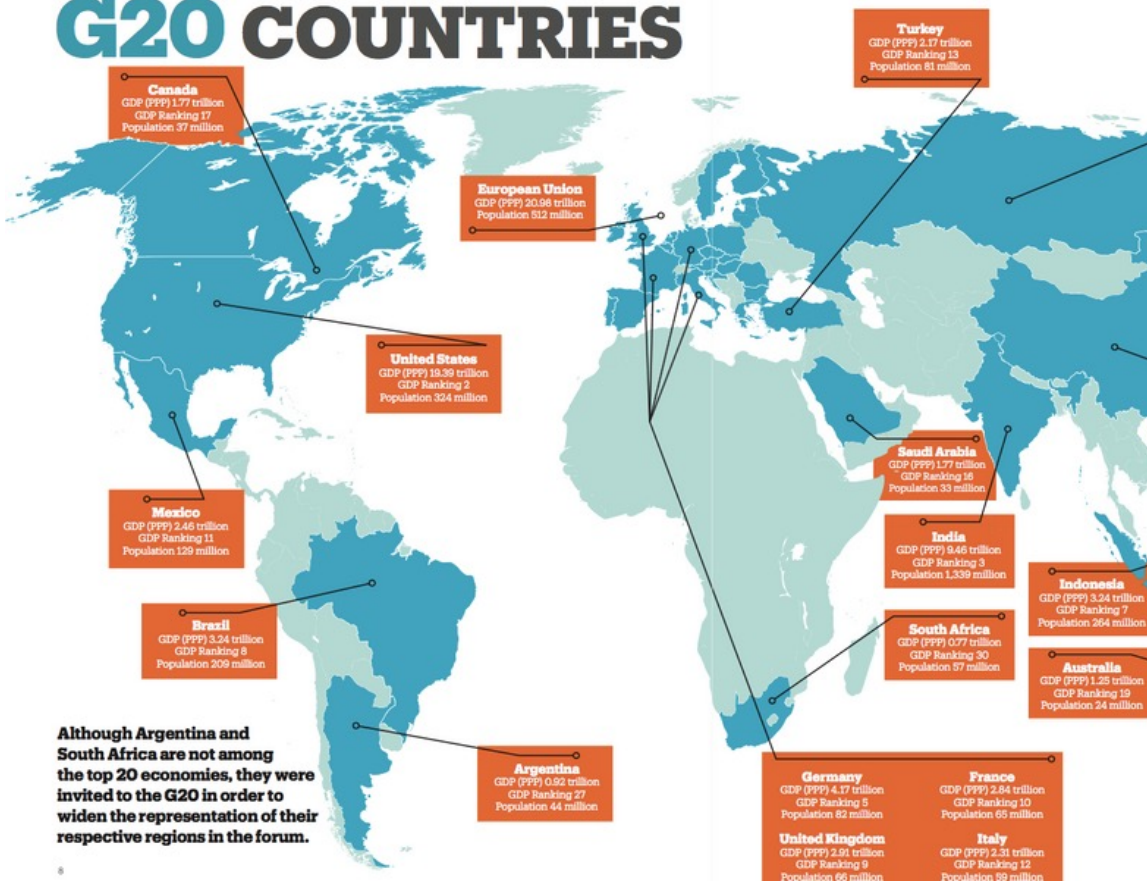 G20 COUNTRIES
Turkey
GDP (PPP) 2.17 trillion
GDP Ranking 13
Population 81 million
Canada
GDP (PPP) 1.77 trillion
GDP Ranking 17
Population 37 million
European Union
GDP (PPP) 20.98 trillion
Population 512 million
United States
GDP (PPP) 19.39 trillion
GDP Ranking 2
Population 324 million
Saudi Arabia
GDP (PPP) 1.77 trillion
GDP Ranking 16
Population 33 million
Mexico
GDP (PPP) 2.46 trillion
GDP Ranking 11
Population 129 million
India
GDP (PPP) 9.46 trillion
GDP Ranking 3
Population 1,339 million
Indonesia
GDP (PPP) 3.24 trillion
GDP Ranking 7
Population 264 million
Brazil
GDP (PPP) 3.24 trillion
GDP Ranking 8
Population 209 million
South Africa
GDP (PPP) 0.77 trillion
GDP Ranking 30
Population 57 million
Australia
GDP (PPP) 1.25 trillion
GDP Ranking 19
Population 24 million
Although Argentina and
South Africa are not among
the top 20 economies, they were
invited to the G20 in order to
widen the representation of their
respective regions in the forum.
Argentina
GDP (PPP) 0.92 trillion
GDP Ranking 27
Population 44 million
Germany
GDP (PPP) 4.17 trillion
GDP Ranking 5
Population 82 million
France
GDP (PPP) 2.84 trillion
GDP Ranking 10
Population 65 million
United Kingdom
GDP (PPP) 2.91 trillion
GDP Ranking 9
Population 66 million
Italy
GDP (PPP) 2.31 trillion
GDP Ranking 12
Population 59 million
8